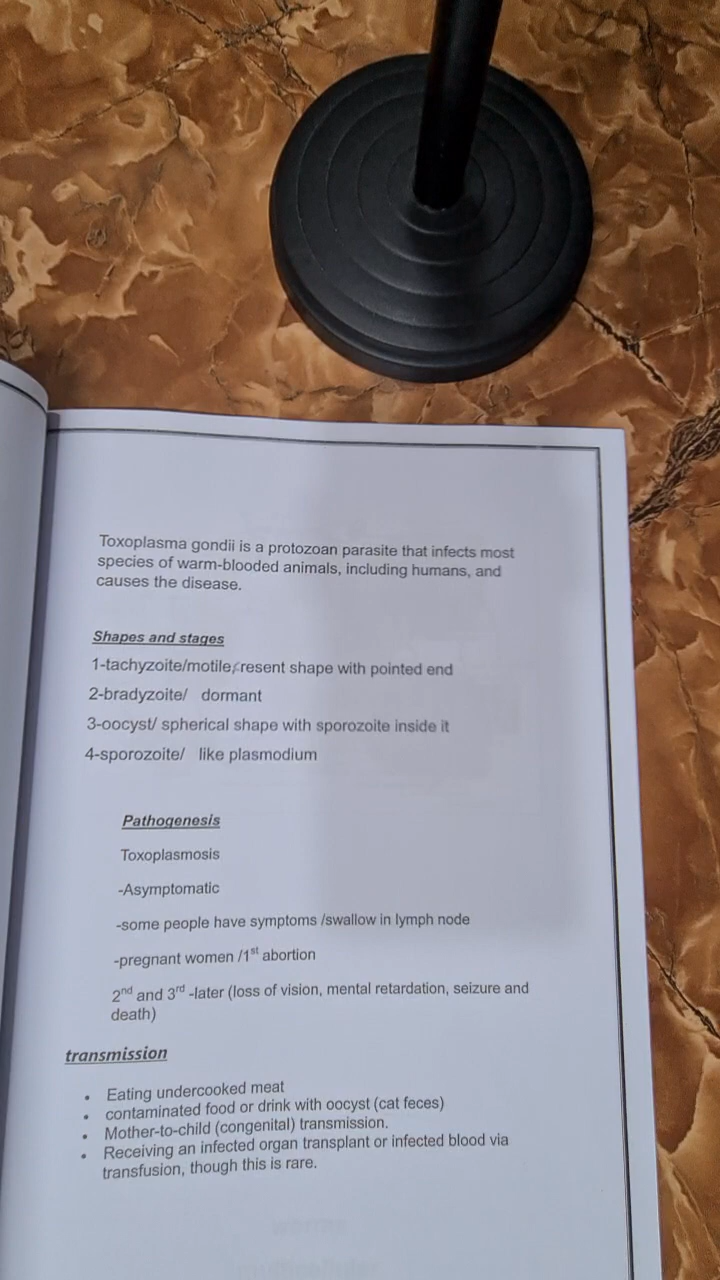 Toxoplasma gondii is a protozoan parasite that infects most
species of warm-blooded animals, including humans, and
causes the disease.
Shapes and stages
1-tachyzoite/motile,resent shape with pointed end
2-bradyzoite/ dormant
3-oocyst/ spherical shape with sporozoite inside it
4-sporozoite/ like plasmodium
Pathogenesis
Toxoplasmosis
-Asymptomatic
-some people have symptoms /swallow in lymph node
-pregnant women /1st abortion
2nd and 3rd -later (loss of vision, mental retardation, seizure and
death)
transmission
• Eating undercooked meat
• contaminated food or drink with oocyst (cat feces)
• Mother-to-child (congenital) transmission.
• Receiving an infected organ transplant or infected blood via
transfusion, though this is rare.